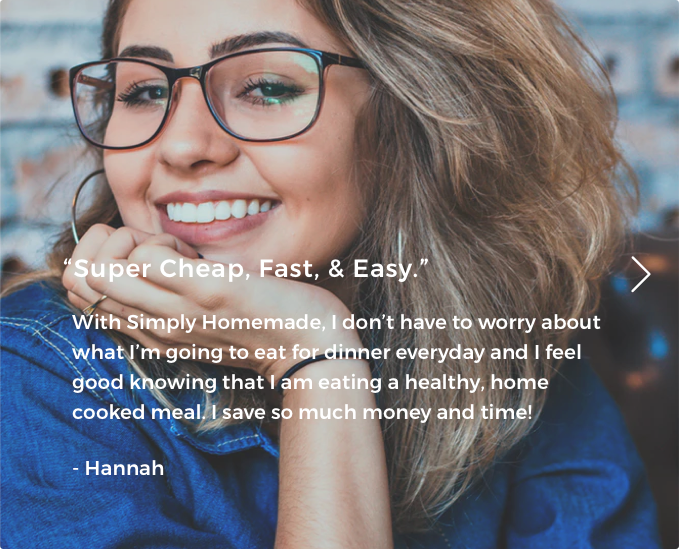 “Super Cheap, Fast, & Easy.”
With Simply Homemade, I don’t have to worry about
what I’m going to eat for dinner everyday and I feel
good knowing that I am eating a healthy, home
cooked meal. I save so much money and time!
- Hannah